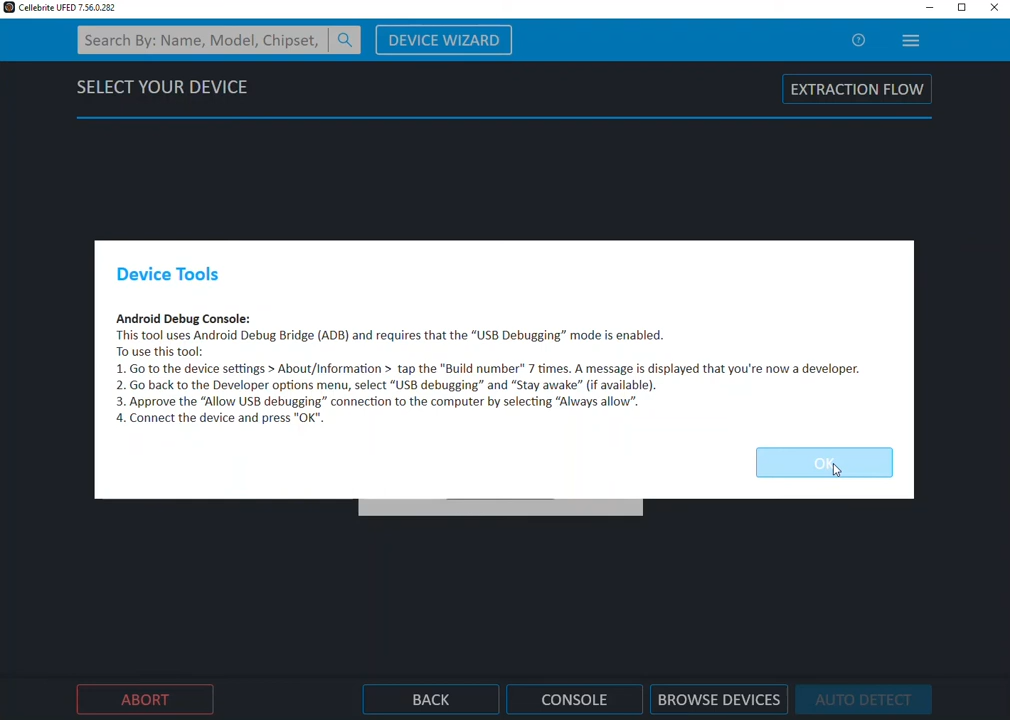 Cellebrite UFED 7.56.0.282
Search By: Name, Model, Chipset,
DEVICE WIZARD
SELECT YOUR DEVICE
EXTRACTION FLOW
Device Tools
Android Debug Console:
This tool uses Android Debug Bridge (ADB) and requires that the “USB Debugging” mode is enabled.
To use this tool:
1. Go to the device settings > About/Information > tap the "Build number" 7 times. A message is displayed that you're now a developer.
2. Go back to the Developer options menu, select “USB debugging” and “Stay awake” (if available).
3. Approve the “Allow USB debugging” connection to the computer by selecting “Always allow”.
4. Connect the device and press "OK".
OK
ABORT
BACK
CONSOLE
BROWSE DEVICES
AUTO DETECT